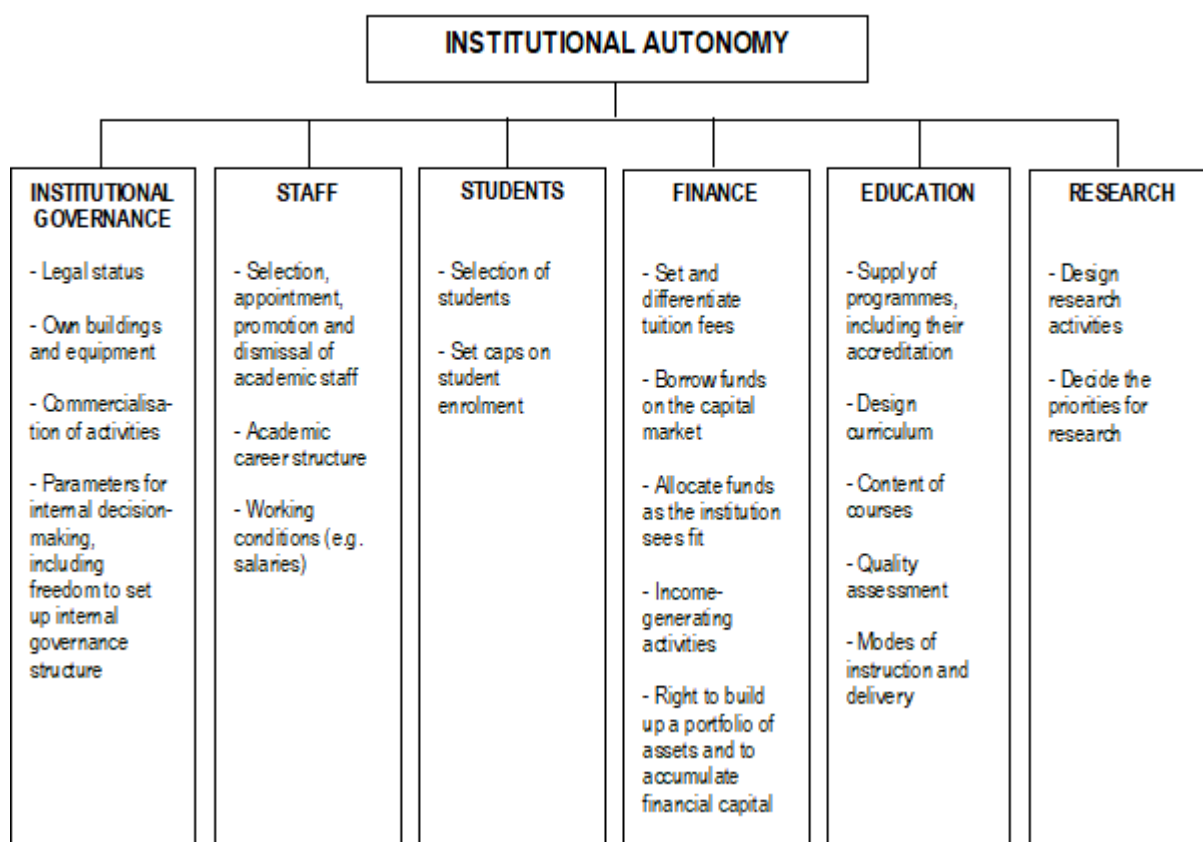 INSTITUTIONAL AUTONOMY
INSTITUTIONAL
GOVERNANCE
- Legal status
- Own buildings
and equipment
- Commercialisa-
tion of activities
- Parameters for
internal decision-
making,
including
freedom to set
up internal
governance
structure
STAFF
- Selection,
appointment,
promotion and
dismissal of
academic staff
- Academic
career structure
- Working
conditions (e.g.
salaries)
STUDENTS
- Selection of
students
- Set caps on
student
enrolment
FINANCE
- Set and
differentiate
tuition fees
- Borrow funds
on the capital
market
- Allocate funds
as the institution
sees fit
- Income-
generating
activities
- Right to build
up a portfolio of
assets and to
accumulate
financial capital
EDUCATION
- Supply of
programmes,
including their
accreditation
- Design
curriculum
- Content of
courses
- Quality
assessment
- Modes of
instruction and
delivery
RESEARCH
- Design
research
activities
- Decide the
priorities for
research